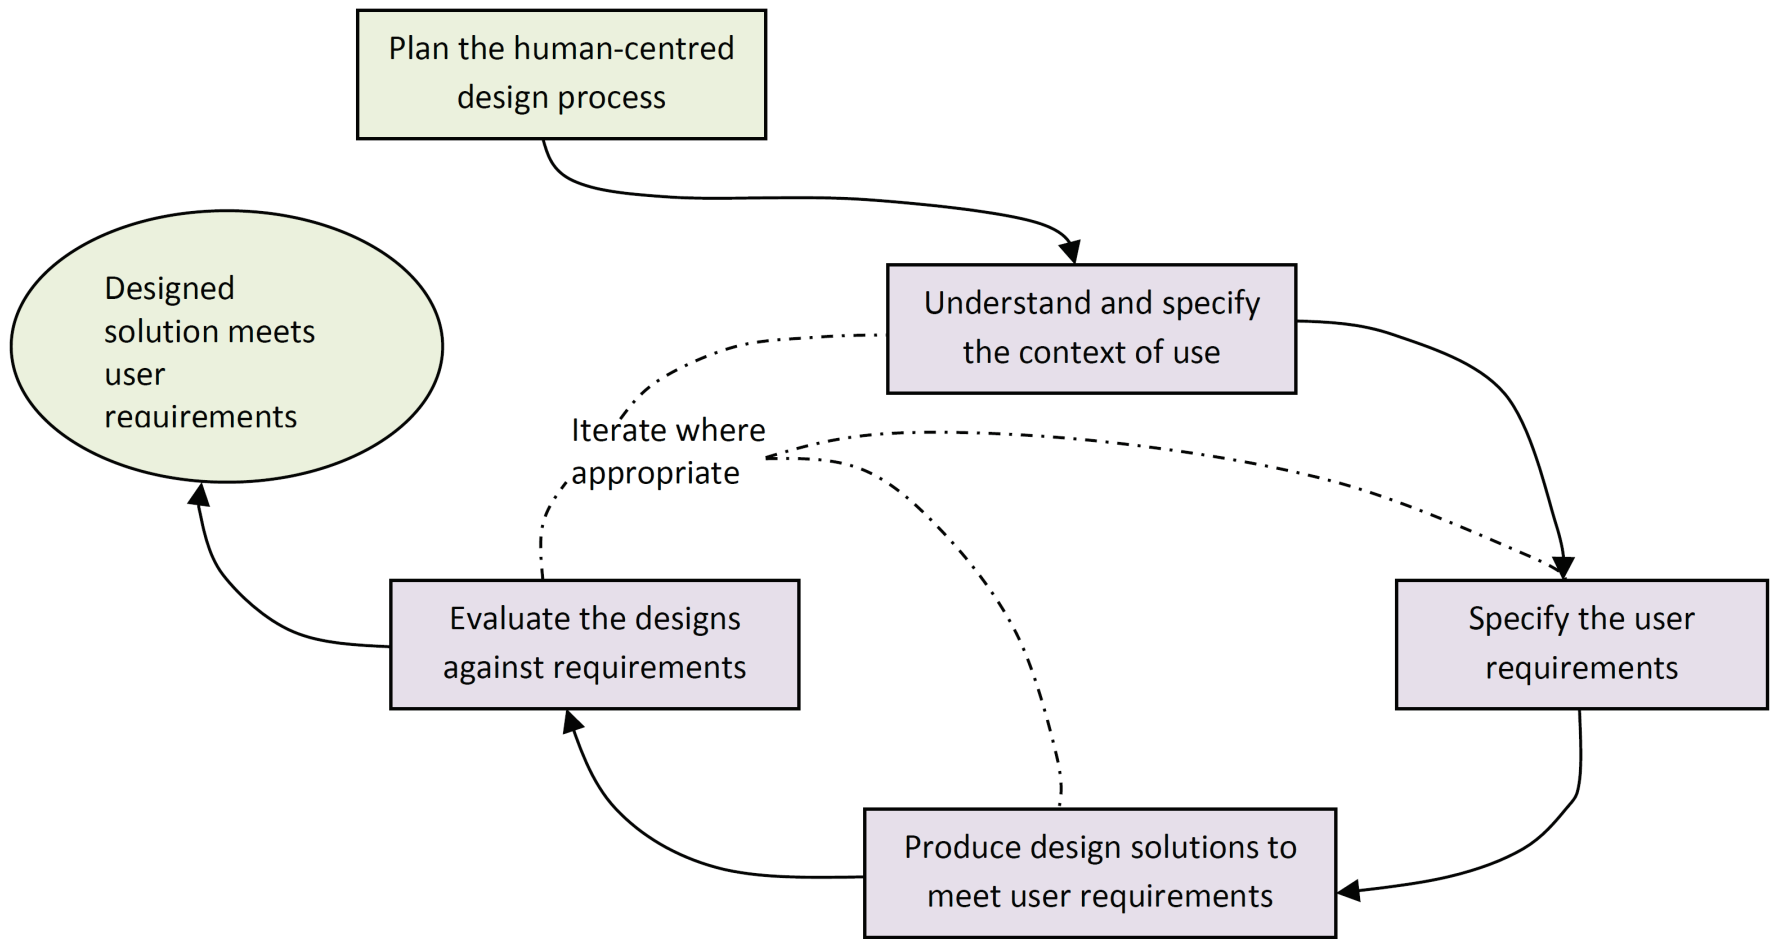 Plan the human-centred
design process
Designed
solution meets
user
requirements
Understand and specify
the context of use
Iterate where
appropriate
Evaluate the designs
against requirements
Specify the user
requirements
Produce design solutions to
meet user requirements